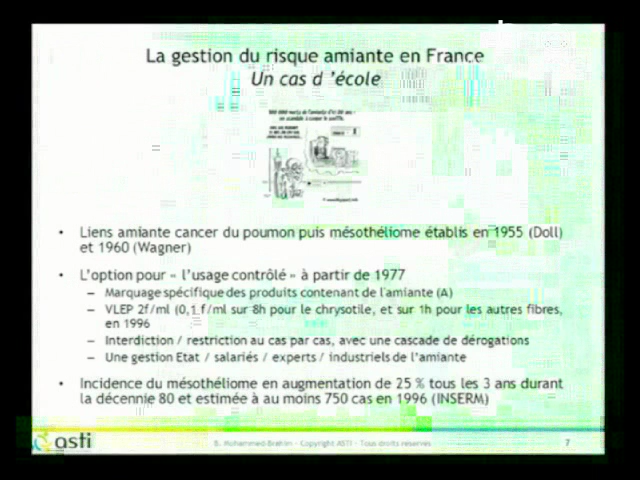 La gestion du risque amiante en France
Un cas d 'école
• Liens amiante cancer du poumon puis mésothéliome établis en 1955 (Doll)
et 1960 (Wagner)
• L'option pour « l'usage contrôlé » à partir de 1977
– Marquage spécifique des produits contenant de l'amiante (A)
– VLEP 2f/ml (0,1 f/ml sur 8h pour le chrysotile, et sur 1h pour les autres fibres,
en 1996
– Interdiction / restriction au cas par cas, avec une cascade de dérogations
– Une gestion Etat / salariés / experts / industriels de l'amiante
• Incidence du mésothéliome en augmentation de 25 % tous les 3 ans durant
la décennie 80 et estimée à au moins 750 cas en 1996 (INSERM)
asti
B. Mohammed-Brahim - Copyright ASTI - Tous droits réservés
7